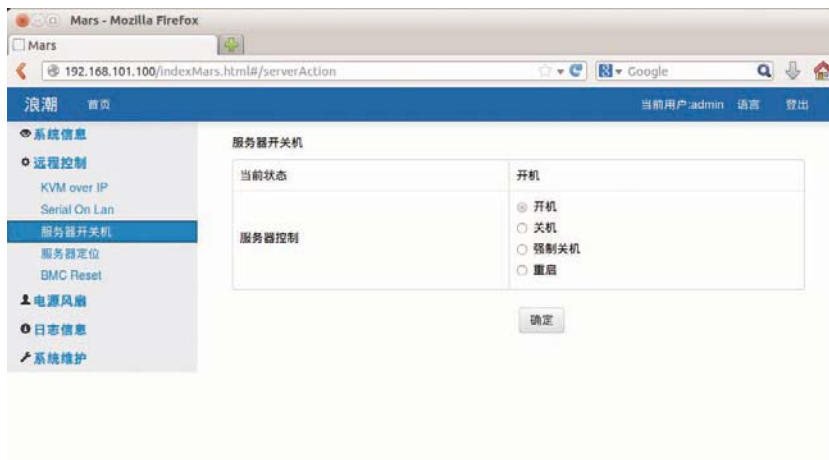 Mars - Mozilla Firefox
Mars
192.168.101.100/indexMars.html#/serverAction
Google
浪潮 首页 当前用户:admin 语言 登出
系统信息
远程控制
KVM over IP
Serial On Lan
服务器开关机
服务器定位
BMC Reset
电源风扇
日志信息
系统维护
服务器开关机
当前状态 开机
服务器控制
开机
关机
强制关机
重启
确定